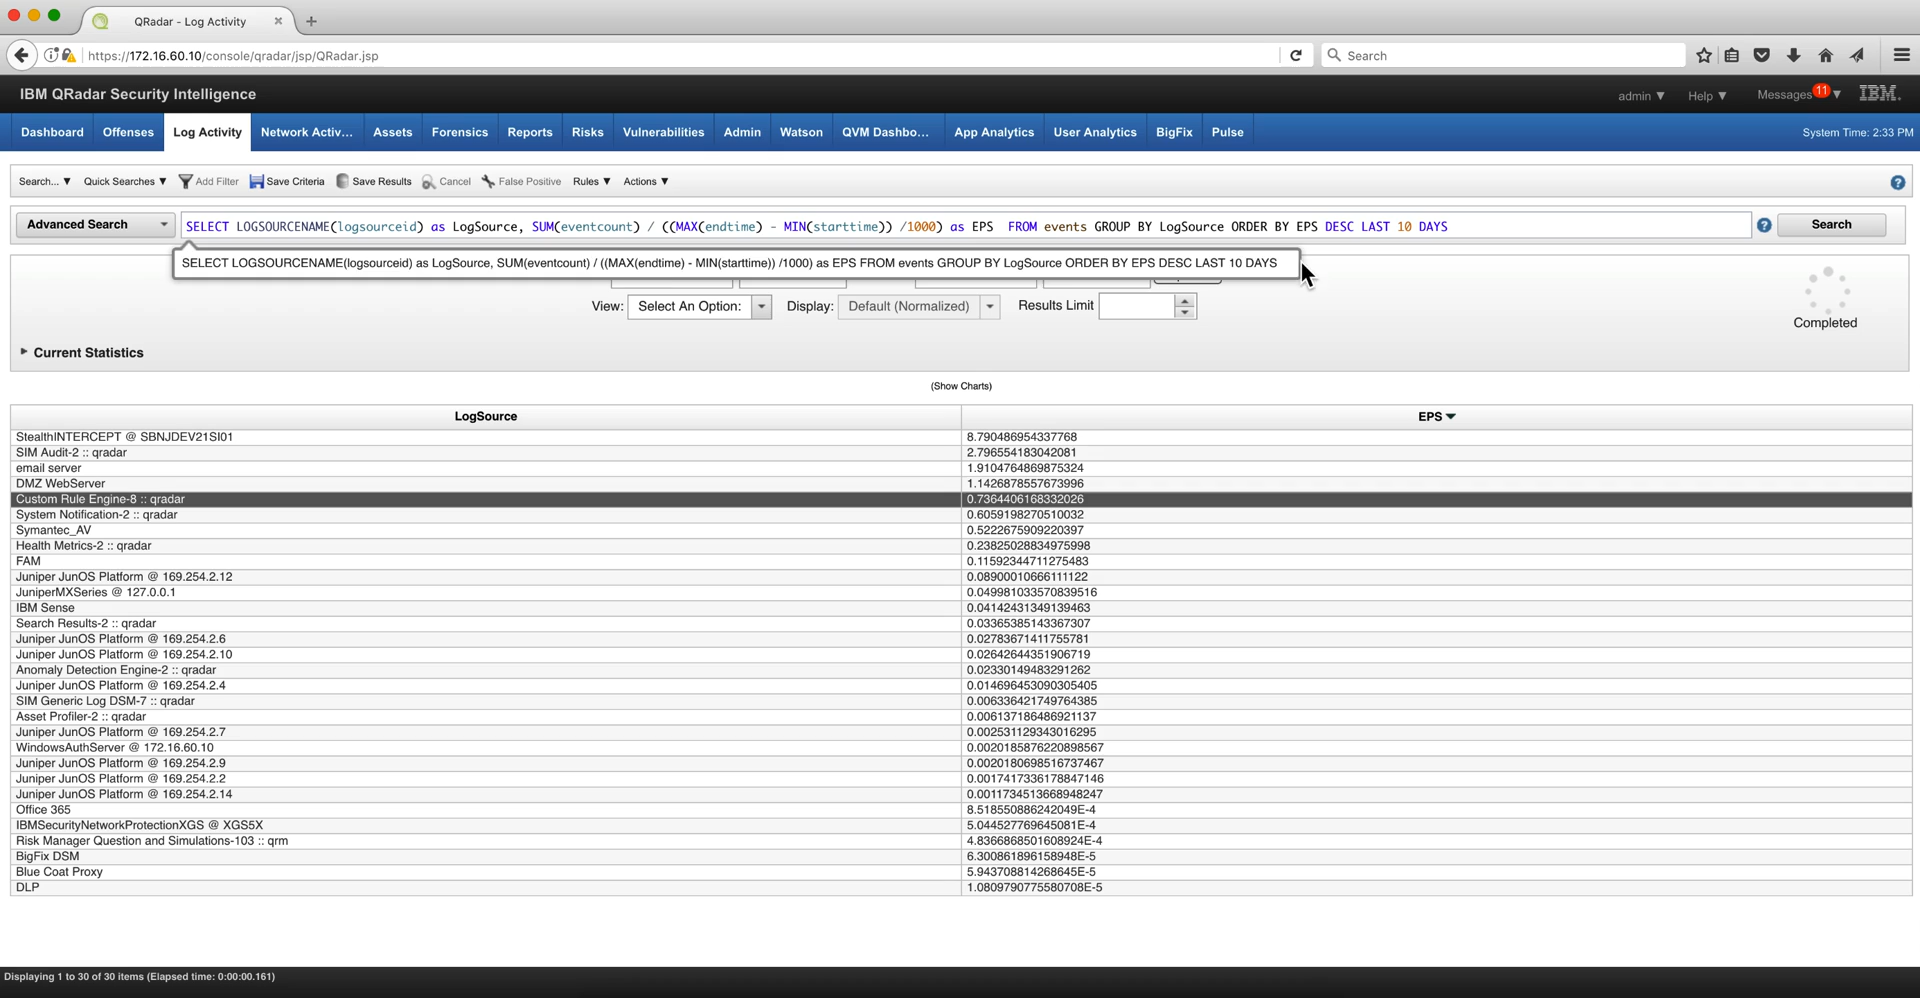 QRadar - Log Activity
https://172.16.60.10/console/qradar/jsp/QRadar.jsp
Search
IBM QRadar Security Intelligence
admin
Help
Messages
11
IBM.
Dashboard
Offenses
Log Activity
Network Activ...
Assets
Forensics
Reports
Risks
Vulnerabilities
Admin
Watson
QVM Dashbo...
App Analytics
User Analytics
BigFix
Pulse
System Time: 2:33 PM
Search...
Quick Searches
Add Filter
Save Criteria
Save Results
Cancel
False Positive
Rules
Actions
Advanced Search
SELECT LOGSOURCENAME(logsourceid) as LogSource, SUM(eventcount) / ((MAX(endtime) - MIN(starttime)) /1000) as EPS  FROM events GROUP BY LogSource ORDER BY EPS DESC LAST 10 DAYS
Search
SELECT LOGSOURCENAME(logsourceid) as LogSource, SUM(eventcount) / ((MAX(endtime) - MIN(starttime)) /1000) as EPS FROM events GROUP BY LogSource ORDER BY EPS DESC LAST 10 DAYS
View:
Select An Option:
Display:
Default (Normalized)
Results Limit
Completed
Current Statistics
(Show Charts)
LogSource EPS
StealthINTERCEPT @ SBNJDEV21SI01 8.790486954337768
SIM Audit-2 :: qradar 2.796554183042081
email server 1.9104764869875324
DMZ WebServer 1.1426878557673996
Custom Rule Engine-8 :: qradar 0.7364406168332026
System Notification-2 :: qradar 0.6059198270510032
Symantec_AV 0.5222675909220397
Health Metrics-2 :: qradar 0.23825028834975998
FAM 0.11592344711275483
Juniper JunOS Platform @ 169.254.2.12 0.08900010666111122
JuniperMXSeries @ 127.0.0.1 0.049981033570839516
IBM Sense 0.04142431349139463
Search Results-2 :: qradar 0.03365385143367307
Juniper JunOS Platform @ 169.254.2.6 0.02783671411755781
Juniper JunOS Platform @ 169.254.2.10 0.02642644351906719
Anomaly Detection Engine-2 :: qradar 0.02330149483291262
Juniper JunOS Platform @ 169.254.2.4 0.014696453090305405
SIM Generic Log DSM-7 :: qradar 0.006336421749764385
Asset Profiler-2 :: qradar 0.006137186486921137
Juniper JunOS Platform @ 169.254.2.7 0.002531129343016295
WindowsAuthServer @ 172.16.60.10 0.0020185876220898567
Juniper JunOS Platform @ 169.254.2.9 0.0020180698516737467
Juniper JunOS Platform @ 169.254.2.2 0.0017417336178847146
Juniper JunOS Platform @ 169.254.2.14 0.0011734513668948247
Office 365 8.518550886242049E-4
IBMSecurityNetworkProtectionXGS @ XGS5X 5.044527769645081E-4
Risk Manager Question and Simulations-103 :: qrm 4.8366868501608924E-4
BigFix DSM 6.300861896158948E-5
Blue Coat Proxy 5.943708814268645E-5
DLP 1.0809790775580708E-5
Displaying 1 to 30 of 30 items (Elapsed time: 0:00:00.161)